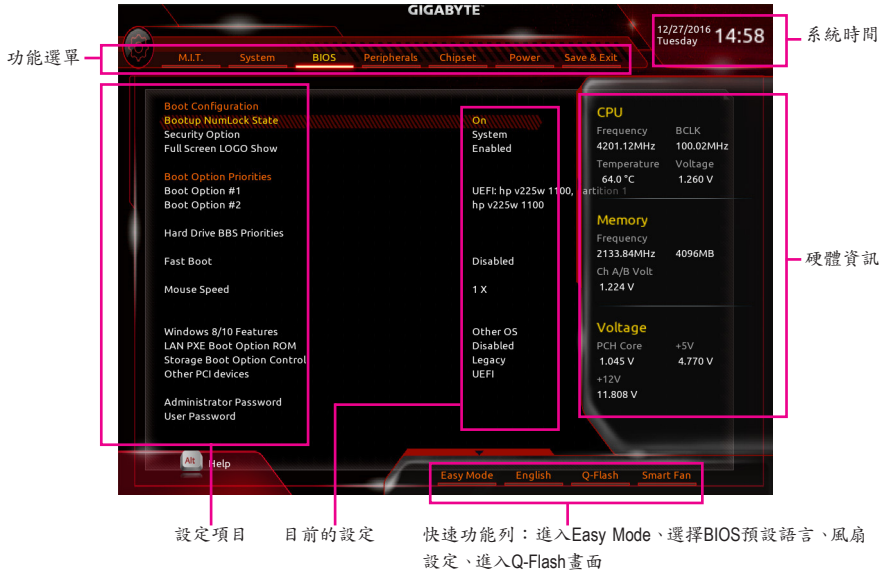 GIGABYTE
12/27/2016
Tuesday
14:58
系統時間
功能選單
M.I.T. System BIOS Peripherals Chipset Power Save & Exit
Boot Configuration
Bootup NumLock State On
Security Option System
Full Screen LOGO Show Enabled
Boot Option Priorities
Boot Option #1 UEFI: hp v225w 1100, Partition 1
Boot Option #2 hp v225w 1100
Hard Drive BBS Priorities
Fast Boot Disabled
Mouse Speed 1 X
Windows 8/10 Features Other OS
LAN PXE Boot Option ROM Disabled
Storage Boot Option Control Legacy
Other PCI devices UEFI
Administrator Password
User Password
CPU
Frequency BCLK
4201.12MHz 100.02MHz
Temperature Voltage
64.0 °C 1.260 V
Memory
Frequency
2133.84MHz 4096MB
Ch A/B Volt
1.224 V
Voltage
PCH Core +5V
1.045 V 4.770 V
+12V
11.808 V
硬體資訊
Alt Help
Easy Mode English Q-Flash Smart Fan
設定項目
目前的設定
快速功能列：進入Easy Mode、選擇BIOS預設語言、風扇
設定、進入Q-Flash畫面